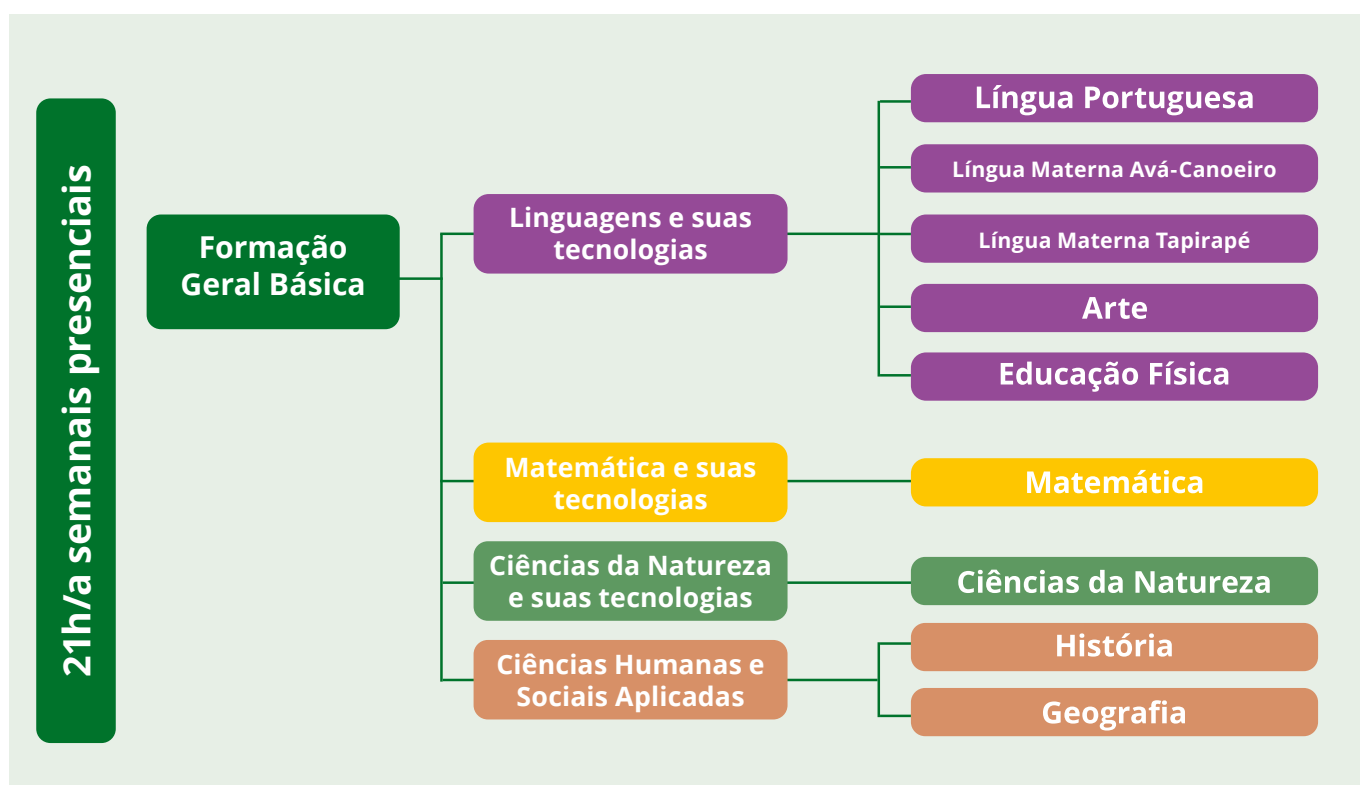 21h/a semanais presenciais
Formação
Geral Básica
Linguagens e suas
tecnologias
Língua Portuguesa
Língua Materna Avá-Canoeiro
Língua Materna Tapirapé
Arte
Educação Física
Matemática e suas
tecnologias
Matemática
Ciências da Natureza
e suas tecnologias
Ciências da Natureza
Ciências Humanas e
Sociais Aplicadas
História
Geografia